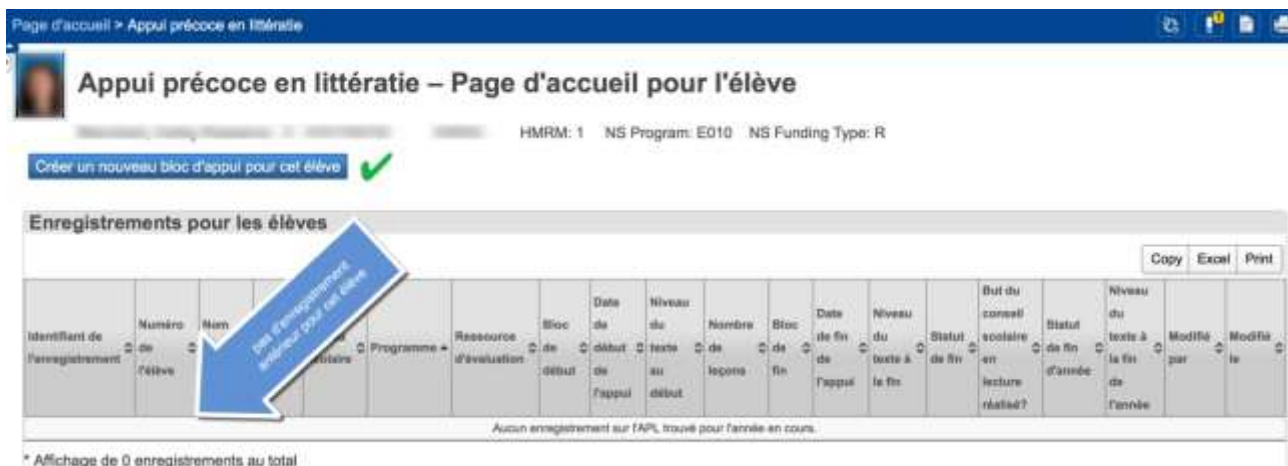 Page d'accueil > Appui précoce en littératie
Appui précoce en littératie – Page d'accueil pour l'élève
HMRM: 1 NS Program: E010 NS Funding Type: R
Créer un nouveau bloc d'appui pour cet élève
Enregistrements pour les élèves
Copy Excel Print
pas d'enregistrement
antérieur pour cet élève
Identifiant de
l'enregistrement
Numéro
de
l'élève
Nom
Programme
Ressource
d'évaluation
Bloc
de
début
Date
de
début
de
l'appui
Niveau
du
texte
au
début
Nombre
de
leçons
Bloc
de
fin
Date
de fin
de
l'appui
Niveau
du
texte à
la fin
Statut
de fin
But du
conseil
scolaire
en
lecture
réalisé?
Statut
de fin
d'année
Niveau
du
texte à
la fin
de
l'année
Modifié
par
Modifié
le
Aucun enregistrement sur l'APL trouvé pour l'année en cours.
* Affichage de 0 enregistrements au total